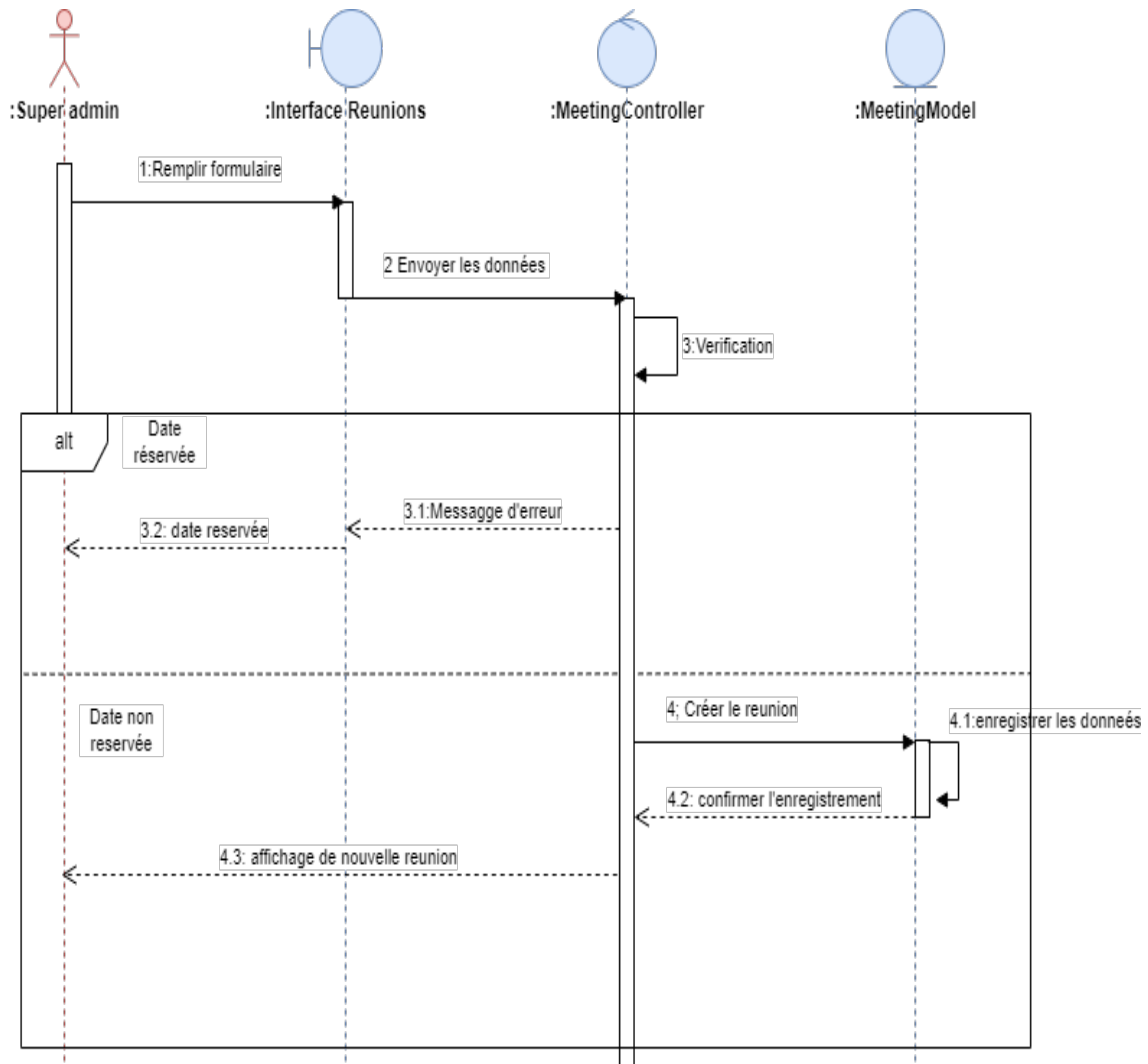 :Super admin
:Interface Reunions
:MeetingController
:MeetingModel
1:Remplir formulaire
2 Envoyer les données
3:Verification
alt
Date
réservée
3.1:Messagge d'erreur
3.2: date reservée
Date non
reservée
4; Créer le reunion
4.1:enregistrer les donneés
4.2: confirmer l'enregistrement
4.3: affichage de nouvelle reunion